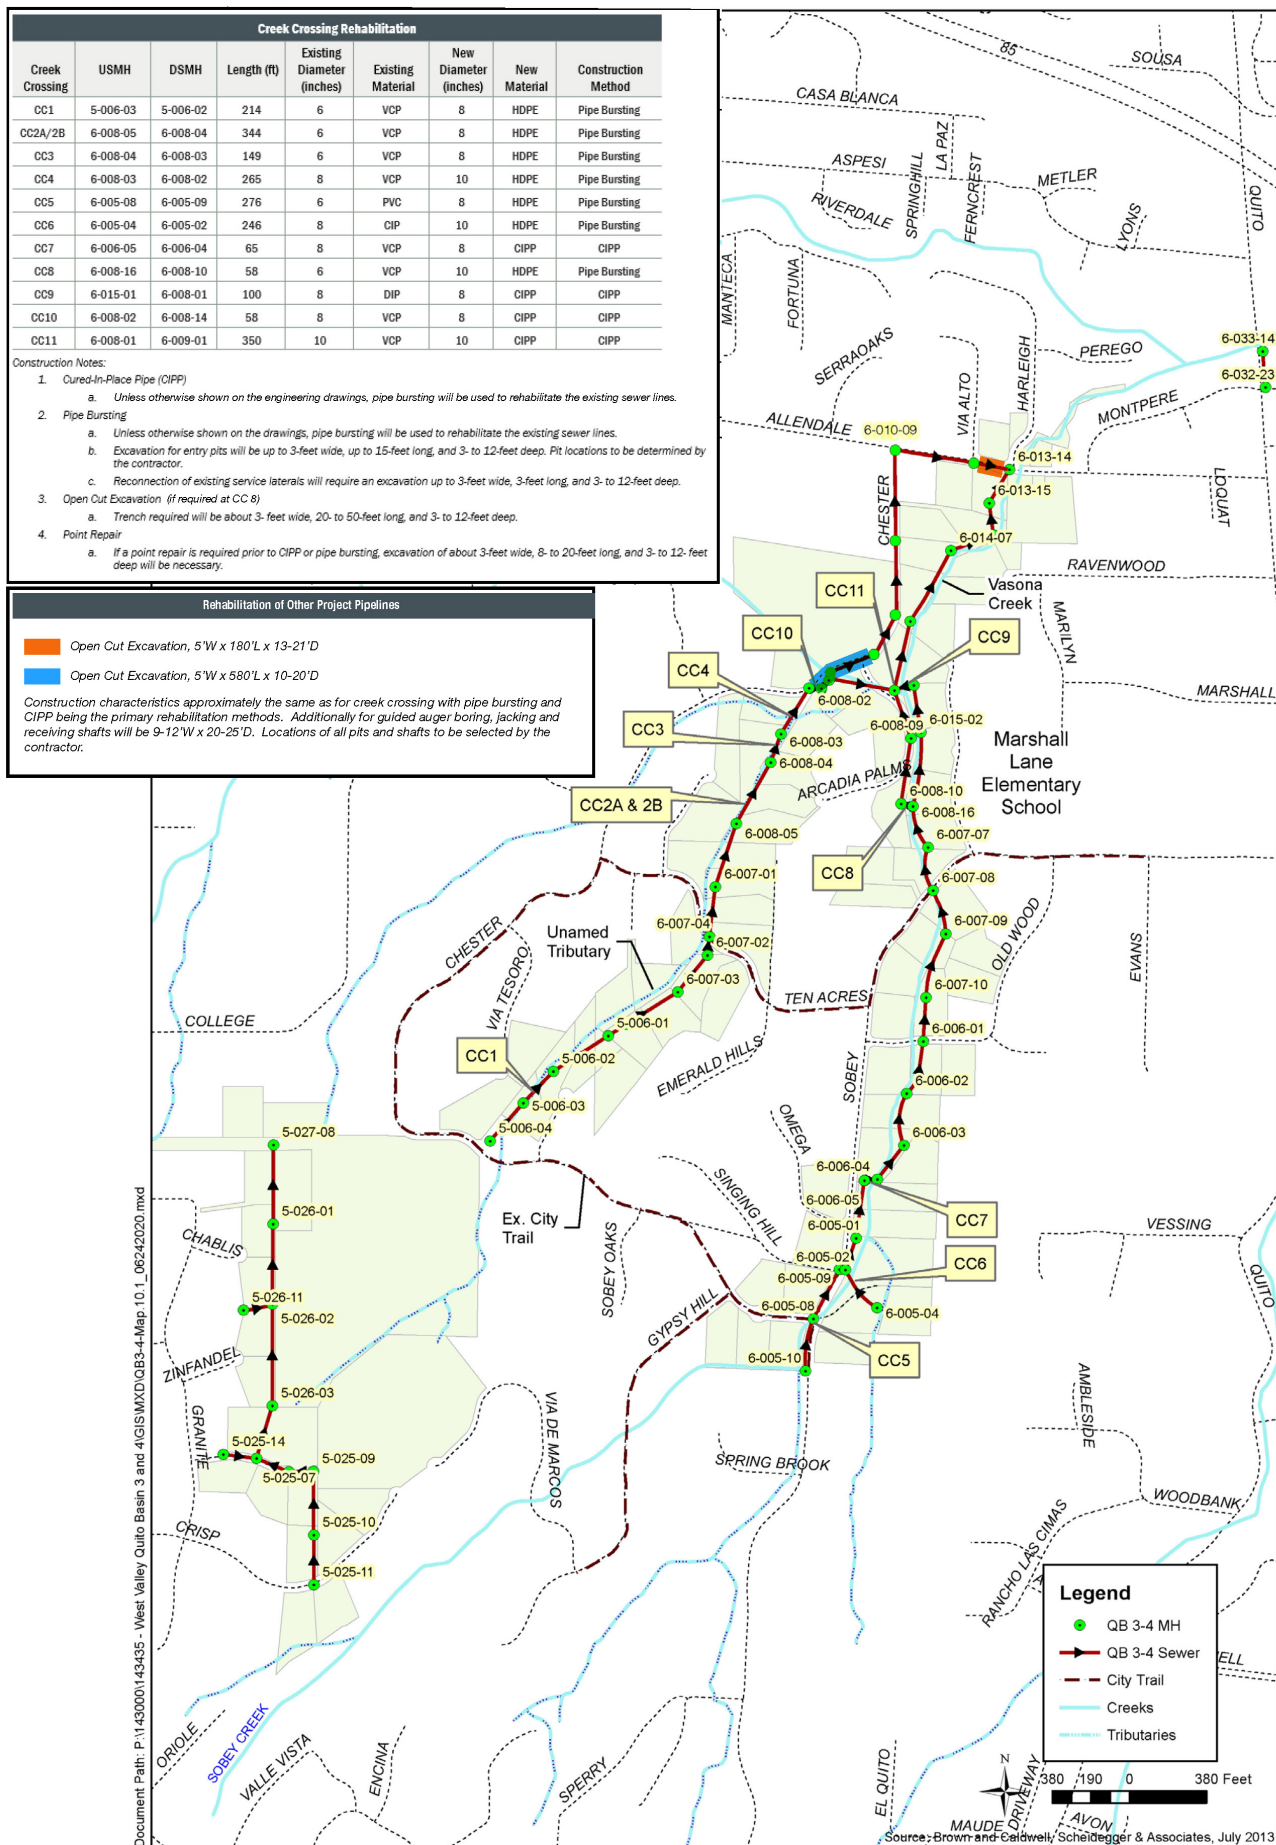 Creek Crossing Rehabilitation
Creek Crossing USMH DSMH Length (ft) Existing Diameter (inches) Existing Material New Diameter (inches) New Material Construction Method
CC1 5-006-03 5-006-02 214 6 VCP 8 HDPE Pipe Bursting
CC2A/2B 6-008-05 6-008-04 344 6 VCP 8 HDPE Pipe Bursting
CC3 6-008-04 6-008-03 149 6 VCP 8 HDPE Pipe Bursting
CC4 6-008-03 6-008-02 265 8 VCP 10 HDPE Pipe Bursting
CC5 6-005-08 6-005-09 276 6 PVC 8 HDPE Pipe Bursting
CC6 6-005-04 6-005-02 246 8 CIP 10 HDPE Pipe Bursting
CC7 6-006-05 6-006-04 65 8 VCP 8 CIPP CIPP
CC8 6-008-16 6-008-10 58 6 VCP 10 HDPE Pipe Bursting
CC9 6-015-01 6-008-01 100 8 DIP 8 CIPP CIPP
CC10 6-008-02 6-008-14 58 8 VCP 8 CIPP CIPP
CC11 6-008-01 6-009-01 350 10 VCP 10 CIPP CIPP
Construction Notes:
1. Cured-In-Place Pipe (CIPP)
a. Unless otherwise shown on the engineering drawings, pipe bursting will be used to rehabilitate the existing sewer lines.
2. Pipe Bursting
a. Unless otherwise shown on the drawings, pipe bursting will be used to rehabilitate the existing sewer lines.
b. Excavation for entry pits will be up to 3-feet wide, up to 15-feet long, and 3- to 12-feet deep. Pit locations to be determined by
the contractor.
c. Reconnection of existing service laterals will require an excavation up to 3-feet wide, 3-feet long, and 3- to 12-feet deep.
3. Open Cut Excavation (if required at CC 8)
a. Trench required will be about 3- feet wide, 20- to 50-feet long, and 3- to 12-feet deep.
4. Point Repair
a. If a point repair is required prior to CIPP or pipe bursting, excavation of about 3-feet wide, 8- to 20-feet long, and 3- to 12- feet
deep will be necessary.
Rehabilitation of Other Project Pipelines
Open Cut Excavation, 5'W x 180'L x 13-21'D
Open Cut Excavation, 5'W x 580'L x 10-20'D
Construction characteristics approximately the same as for creek crossing with pipe bursting and
CIPP being the primary rehabilitation methods. Additionally for guided auger boring, jacking and
receiving shafts will be 9-12'W x 20-25'D. Locations of all pits and shafts to be selected by the
contractor.
85
SOUSA
CASA BLANCA
LA PAZ
ASPESI
SPRINGHILL
FERNCREST
METLER
RIVERDALE
LYONS
QUITO
MANTECA
FORTUNA
SERRAOAKS
HARLEIGH
PEREGO
6-033-14
6-032-23
VIA ALTO
MONTPERE
ALLENDALE
6-010-09
6-013-14
6-013-15
CHESTER
LOQUAT
6-014-07
RAVENWOOD
CC11
Vasona
Creek
MARILYN
CC10
CC9
CC4
6-008-02
MARSHALL
CC3
6-008-09
6-015-02
6-008-03
6-008-04
Marshall
Lane
Elementary
School
ARCADIA PALMS
CC2A & 2B
6-008-10
6-008-16
6-008-05
6-007-07
CC8
6-007-01
6-007-08
6-007-04
6-007-09
CHESTER
Unamed
Tributary
6-007-02
OLD WOOD
EVANS
6-007-03
VIA TESORO
6-007-10
TEN ACRES
COLLEGE
5-006-01
6-006-01
CC1
5-006-02
EMERALD HILLS
SOBEY
6-006-02
5-006-03
OMEGA
5-006-04
5-027-08
6-006-03
6-006-04
SINGING HILL
6-006-05
CC7
5-026-01
Ex. City
Trail
6-005-01
VESSING
CHABLIS
SOBEY OAKS
6-005-02
6-005-09
CC6
QUITO
5-026-11
5-026-02
6-005-08
6-005-04
GYPSY HILL
ZINFANDEL
6-005-10
CC5
5-026-03
AMBLESIDE
GRANITE
VIA DE MARCOS
5-025-14
5-025-09
5-025-07
SPRING BROOK
WOODBANK
5-025-10
CRISP
5-025-11
RANCHO LAS CIMAS
Legend
QB 3-4 MH
QB 3-4 Sewer
City Trail
Creeks
Tributaries
ELL
ORIOLE
SOBEY CREEK
VALLE VISTA
ENCINA
SPERRY
EL QUITO
DRIVEWAY
MAUDE
AVON
N
380 190 0 380 Feet
Document Path: P:\143000\143435 - West Valley Quito Basin 3 and 4\GIS\MXD\QB3-4-Map.10.1_06242020.mxd
Source: Brown and Caldwell, Scheidegger & Associates, July 2013